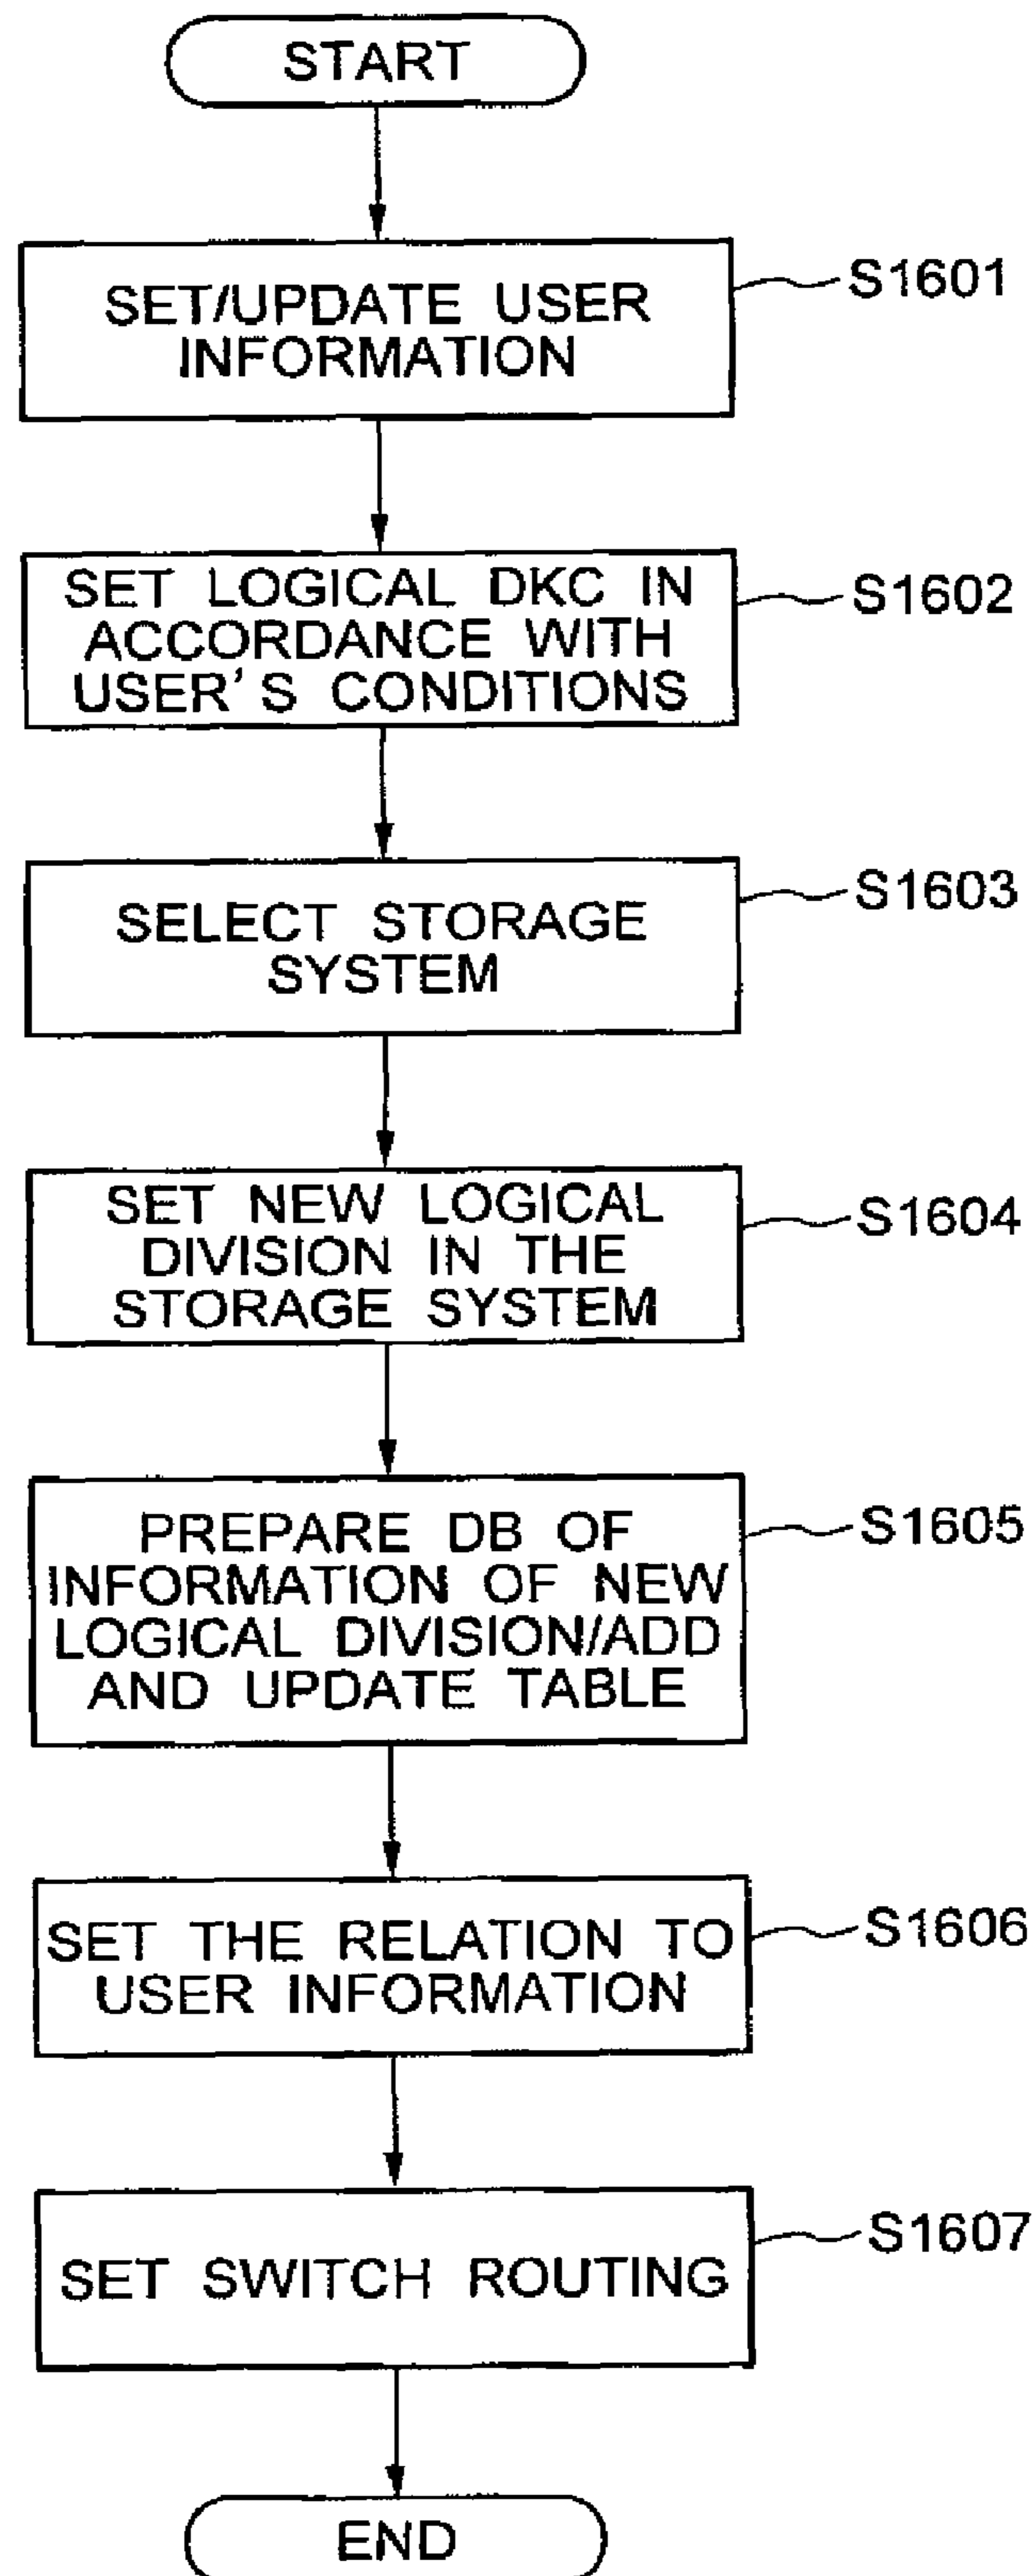 START
SET/UPDATE USER
INFORMATION
S1601
SET LOGICAL DKC IN
ACCORDANCE WITH
USER'S CONDITIONS
S1602
SELECT STORAGE
SYSTEM
S1603
SET NEW LOGICAL
DIVISION IN THE
STORAGE SYSTEM
S1604
PREPARE DB OF
INFORMATION OF NEW
LOGICAL DIVISION/ADD
AND UPDATE TABLE
S1605
SET THE RELATION TO
USER INFORMATION
S1606
SET SWITCH ROUTING
S1607
END